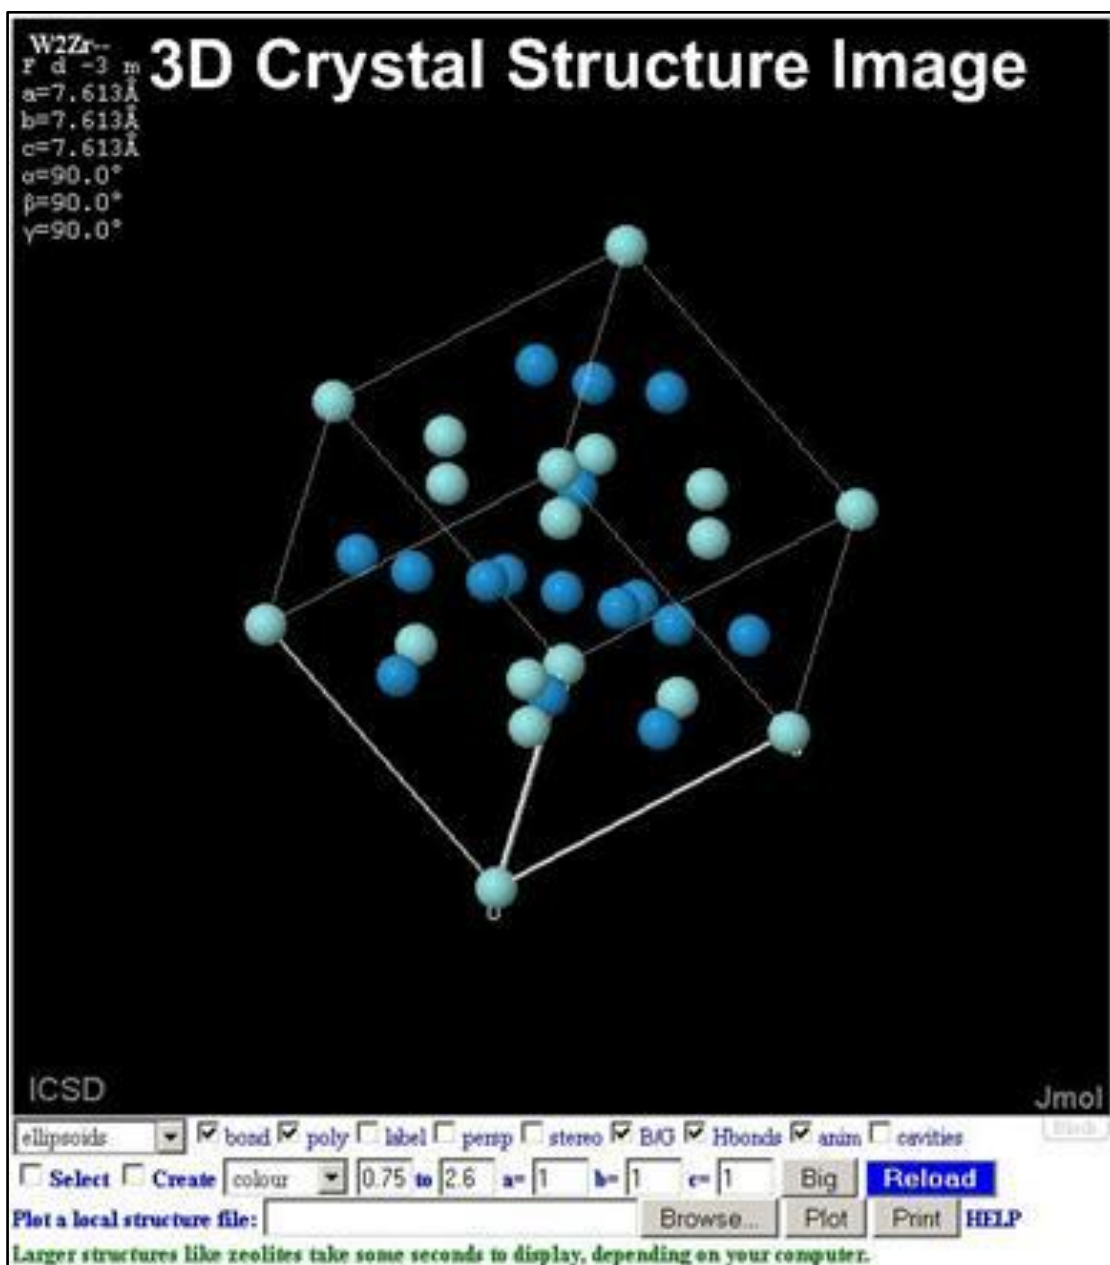 W2Zr--
3D Crystal Structure Image
F d -3 m
a=7.613Å
b=7.613Å
c=7.613Å
α=90.0°
β=90.0°
γ=90.0°
ICSD
Jmol
ellipsoids bond poly label persp stereo B/G Hbonds anim cavities
Select Create colour 0.75 to 2.6 a= 1 b= 1 c= 1 Big Reload
Plot a local structure file: Browse... Plot Print HELP
Larger structures like zeolites take some seconds to display, depending on your computer.